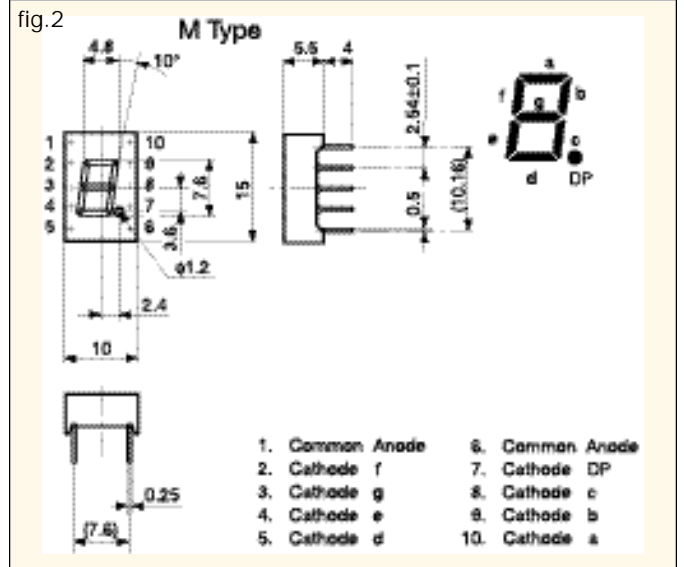 fig.2
M Type
4.8
10°
5.5 4
2.54±0.1
a
f
b
g
e
c
d DP
1 10
2 9
3 8
4 7
5 6
7.6
15
3.6
0.5
(10.16)
φ1.2
2.4
10
0.25
(7.6)
1. Common Anode
2. Cathode f
3. Cathode g
4. Cathode e
5. Cathode d
6. Common Anode
7. Cathode DP
8. Cathode c
9. Cathode b
10. Cathode a